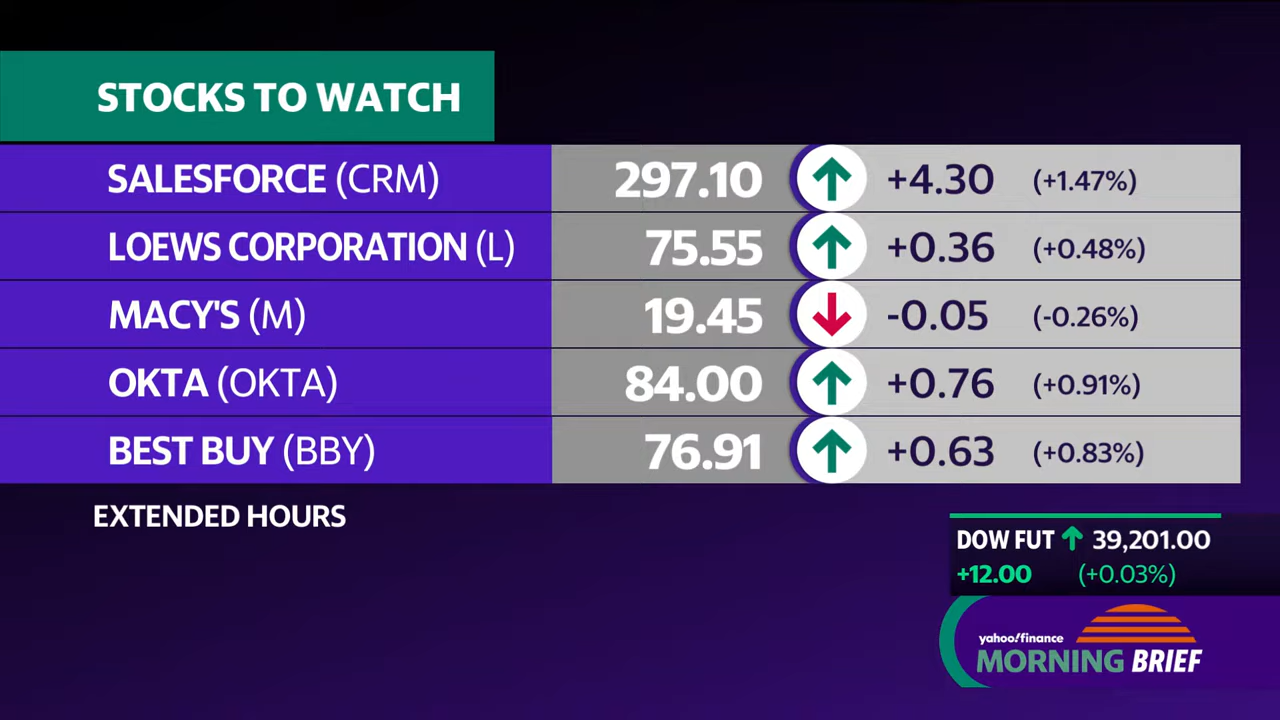 STOCKS TO WATCH
SALESFORCE (CRM) 297.10 +4.30 (+1.47%)
LOEWS CORPORATION (L) 75.55 +0.36 (+0.48%)
MACY'S (M) 19.45 -0.05 (-0.26%)
OKTA (OKTA) 84.00 +0.76 (+0.91%)
BEST BUY (BBY) 76.91 +0.63 (+0.83%)
EXTENDED HOURS
DOW FUT 39,201.00
+12.00 (+0.03%)
yahoo!finance
MORNING BRIEF